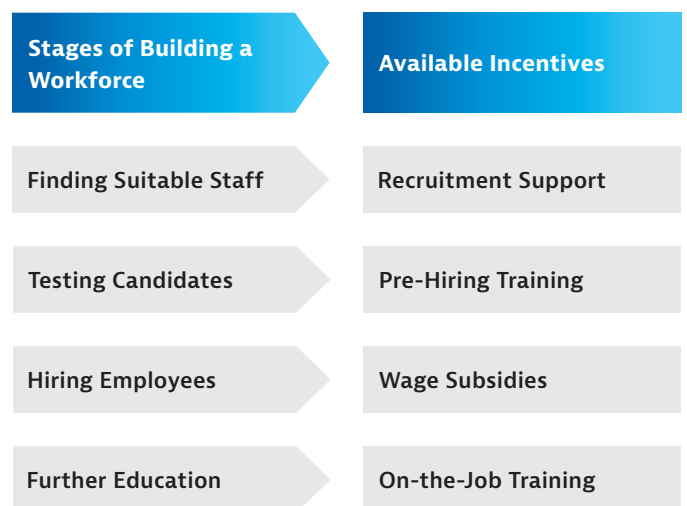 Stages of Building a
Workforce
Available Incentives
Finding Suitable Staff
Recruitment Support
Testing Candidates
Pre-Hiring Training
Hiring Employees
Wage Subsidies
Further Education
On-the-Job Training